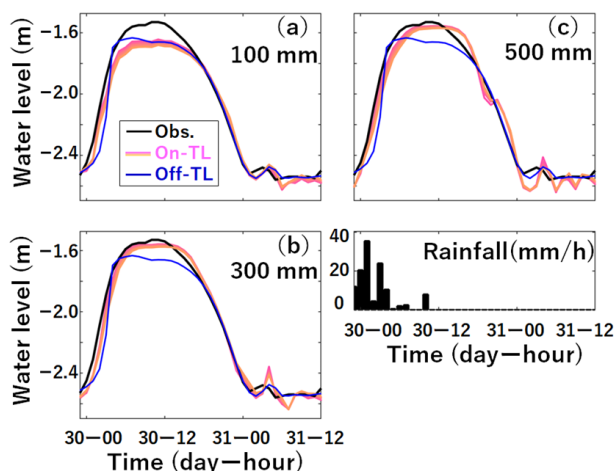 Water level (m)
−1.6
−2.0
−2.4
(a)
100 mm
Obs.
On-TL
Off-TL
(c)
500 mm
Water level (m)
−1.6
−2.0
−2.4
(b)
300 mm
30−00 30−12 31−00 31−12
Time (day−hour)
40
20
0
Rainfall(mm/h)
30−00 30−12 31−00 31−12
Time (day−hour)